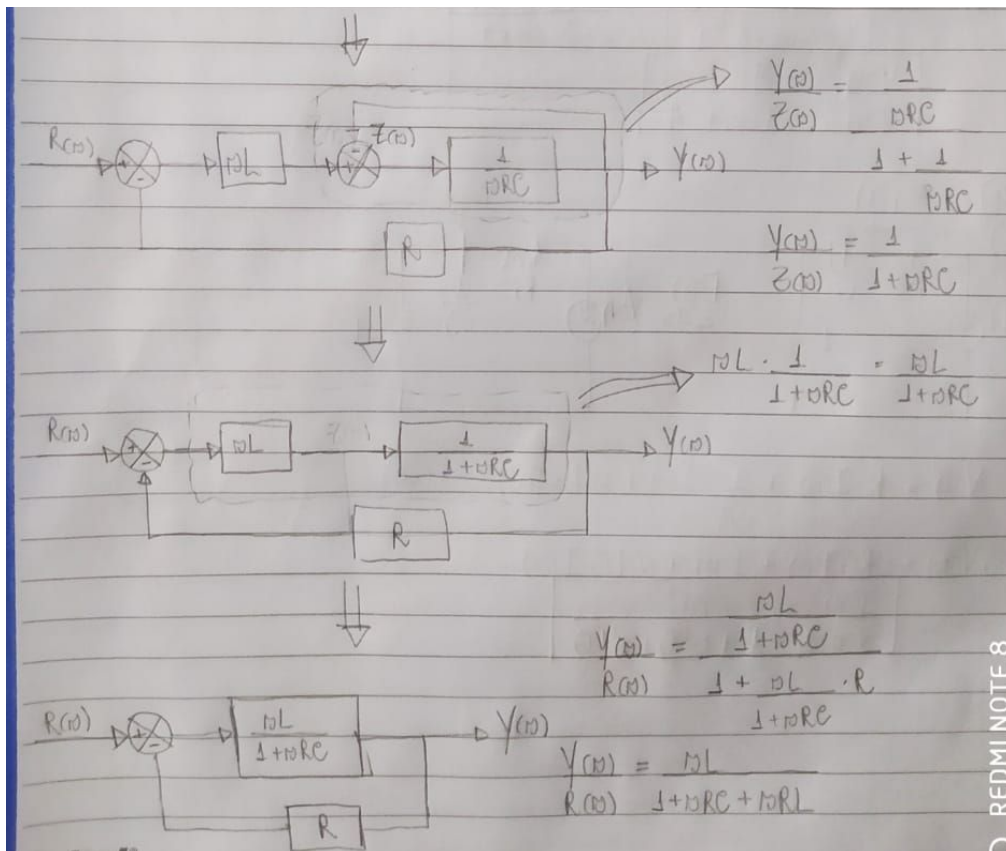 R(s) + - sL + - Z(s) 1/sRC Y(s)
R
Y(s)/Z(s) = (1/sRC)/(1 + 1/sRC)
Y(s)/Z(s) = 1/(1+sRC)
sL · 1/(1+sRC) = sL/(1+sRC)
R(s) + - sL 1/(1+sRC) Y(s)
R
Y(s)/R(s) = (sL/(1+sRC))/(1 + sL/(1+sRC) · R)
R(s) + - sL/(1+sRC) Y(s)
R
Y(s)/R(s) = sL/(1+sRC+sRL)
REDMI NOTE 8